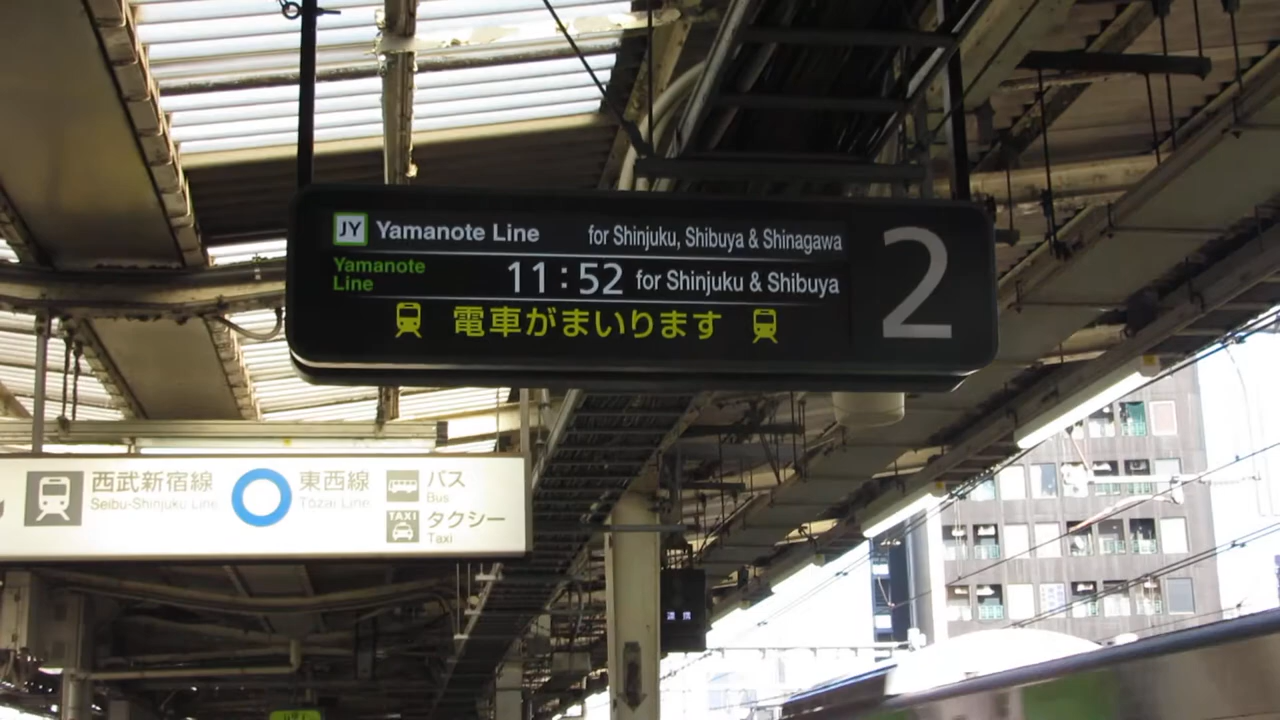 JY Yamanote Line for Shinjuku, Shibuya & Shinagawa
Yamanote
Line
11:52 for Shinjuku & Shibuya
電車がまいります
2
西武新宿線
Seibu-Shinjuku Line
東西線
Tōzai Line
バス
Bus
TAXI
タクシー
Taxi